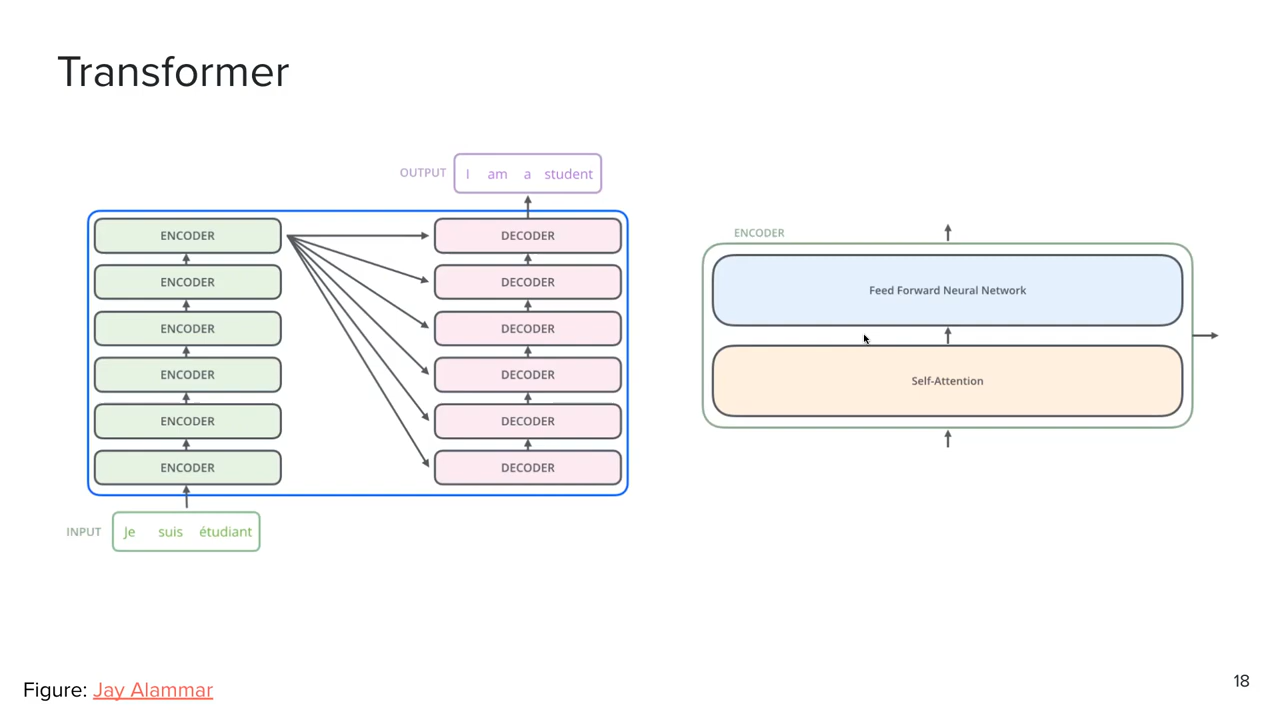 Transformer
OUTPUT
I am a student
ENCODER
ENCODER
ENCODER
ENCODER
ENCODER
ENCODER
DECODER
DECODER
DECODER
DECODER
DECODER
DECODER
INPUT
Je suis étudiant
ENCODER
Feed Forward Neural Network
Self-Attention
Figure: Jay Alammar
18